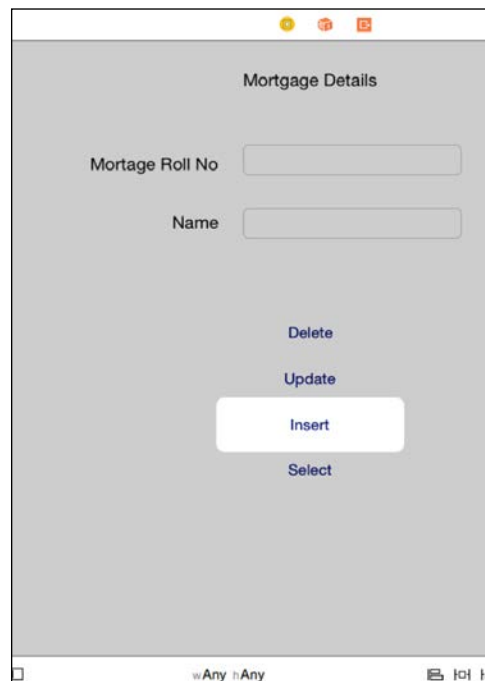 Mortgage Details
Mortage Roll No
Name
Delete
Update
Insert
Select
wAny hAny